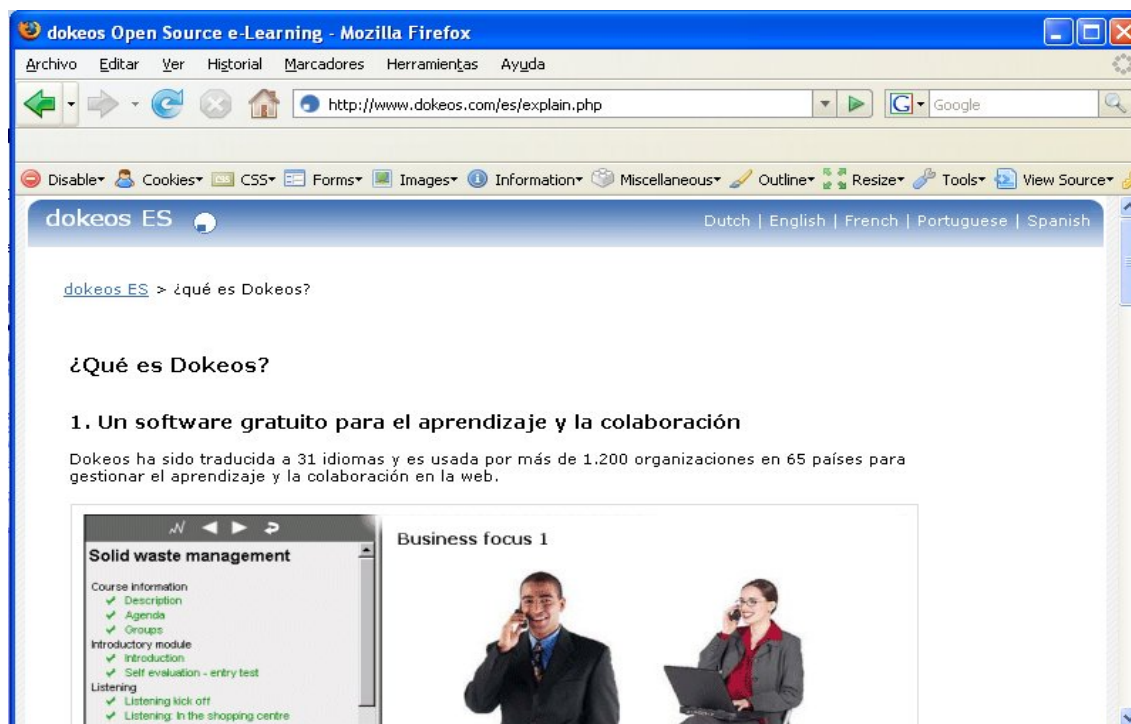 dokeos Open Source e-Learning - Mozilla Firefox
Archivo Editar Ver Historial Marcadores Herramientas Ayuda
http://www.dokeos.com/es/explain.php G Google
Disable Cookies CSS Forms Images Information Miscellaneous Outline Resize Tools View Source
dokeos ES Dutch | English | French | Portuguese | Spanish
dokeos ES > ¿qué es Dokeos?
¿Qué es Dokeos?
1. Un software gratuito para el aprendizaje y la colaboración
Dokeos ha sido traducida a 31 idiomas y es usada por más de 1.200 organizaciones en 65 países para
gestionar el aprendizaje y la colaboración en la web.
Solid waste management
Course information
Description
Agenda
Groups
Introductory module
Introduction
Self evaluation - entry test
Listening
Listening kick off
Listening: In the shopping centre
Business focus 1